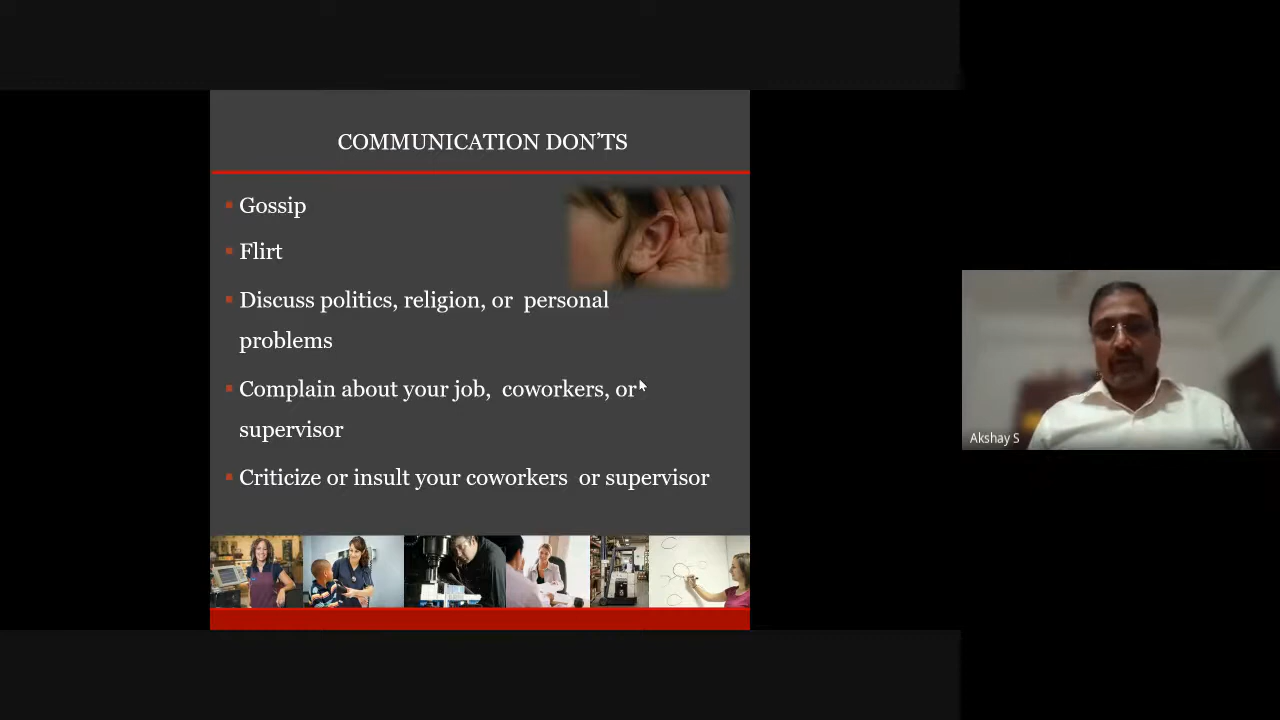 COMMUNICATION DON’TS
Gossip
Flirt
Discuss politics, religion, or personal
problems
Complain about your job, coworkers, or
supervisor
Criticize or insult your coworkers or supervisor
Akshay S